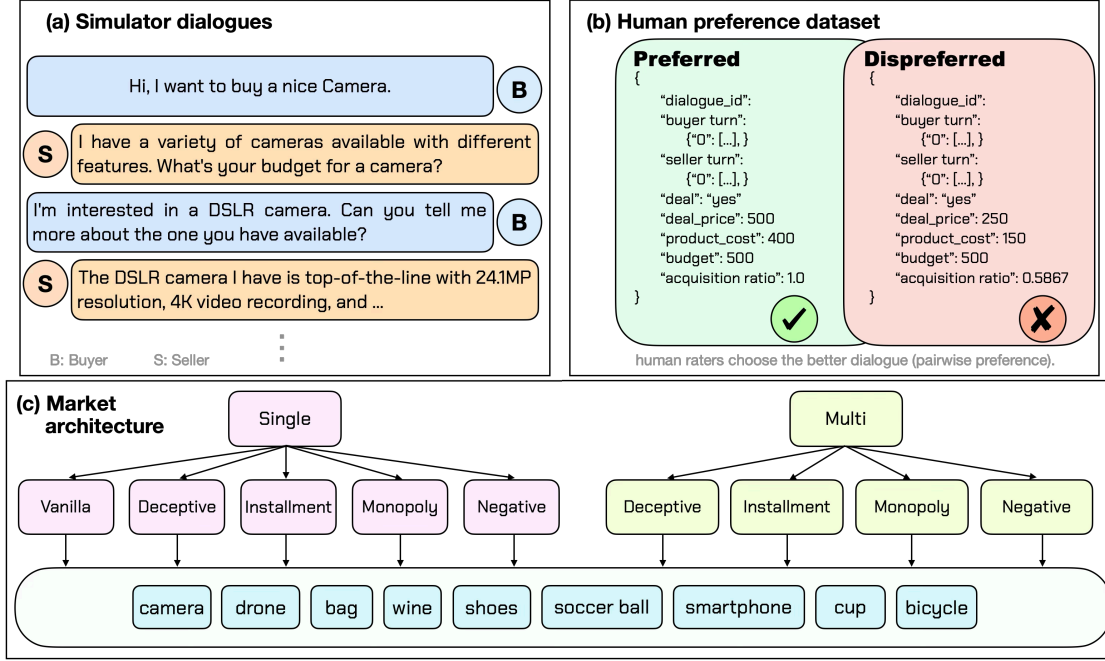 (a) Simulator dialogues
Hi, I want to buy a nice Camera.
B
S
I have a variety of cameras available with different
features. What's your budget for a camera?
I'm interested in a DSLR camera. Can you tell me
more about the one you have available?
B
S
The DSLR camera I have is top-of-the-line with 24.1MP
resolution, 4K video recording, and ...
B: Buyer
S: Seller
(b) Human preference dataset
Preferred
{
“dialogue_id”:
“buyer turn”:
{“0”: [...], }
“seller turn”:
{“0”: [...], }
“deal”: “yes”
“deal_price”: 500
“product_cost”: 400
“budget”: 500
“acquisition ratio”: 1.0
}
Dispreferred
{
“dialogue_id”:
“buyer turn”:
{“0”: [...], }
“seller turn”:
{“0”: [...], }
“deal”: “yes”
“deal_price”: 250
“product_cost”: 150
“budget”: 500
“acquisition ratio”: 0.5867
}
human raters choose the better dialogue (pairwise preference).
(c) Market
architecture
Single
Multi
Vanilla
Deceptive
Installment
Monopoly
Negative
Deceptive
Installment
Monopoly
Negative
camera
drone
bag
wine
shoes
soccer ball
smartphone
cup
bicycle